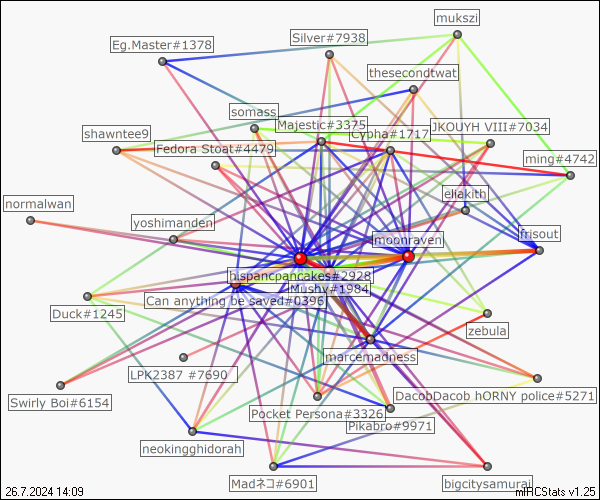 mukszi
Silver#7938
Eg.Master#1378
thesecondtwat
somass
Majestic#3375
Cypha#1717
JKOUYH VIII#7034
shawntee9
Fedora Stoat#4479
ming#4742
eliakith
normalwan
yoshimanden
moonraven
frisout
hispancpancakes#2928
Mushy#1984
Can anything be saved#0396
Duck#1245
zebula
marcemadness
LPK2387 #7690
Swirly Boi#6154
DacobDacob hORNY police#5271
Pocket Persona#3326
Pikabro#9971
neokingghidorah
Madネコ#6901
bigcitysamurai
26.7.2024 14:09
mIRCStats v1.25